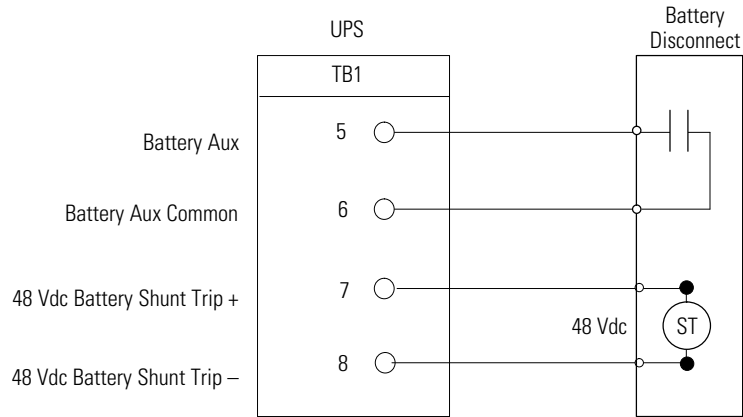 UPS
Battery
Disconnect
TB1
Battery Aux
5
Battery Aux Common
6
48 Vdc Battery Shunt Trip +
7
48 Vdc
ST
48 Vdc Battery Shunt Trip –
8